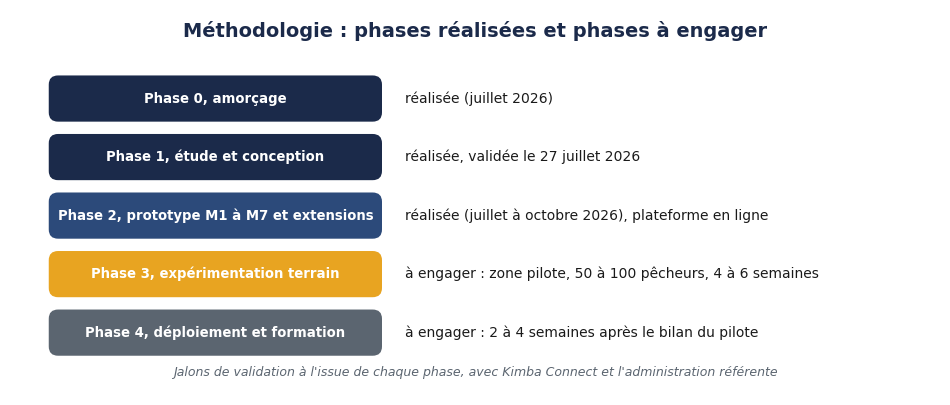 Méthodologie : phases réalisées et phases à engager
Phase 0, amorçage
réalisée (juillet 2026)
Phase 1, étude et conception
réalisée, validée le 27 juillet 2026
Phase 2, prototype M1 à M7 et extensions
réalisée (juillet à octobre 2026), plateforme en ligne
Phase 3, expérimentation terrain
à engager : zone pilote, 50 à 100 pêcheurs, 4 à 6 semaines
Phase 4, déploiement et formation
à engager : 2 à 4 semaines après le bilan du pilote
Jalons de validation à l'issue de chaque phase, avec Kimba Connect et l'administration référente